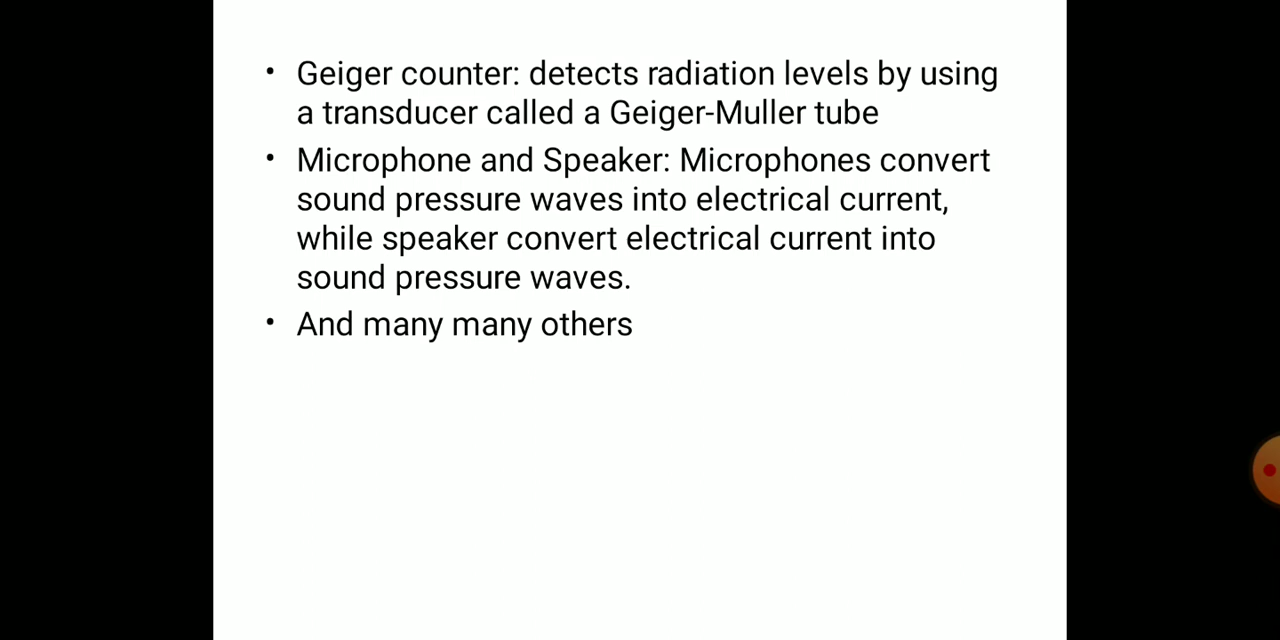 • Geiger counter: detects radiation levels by using
a transducer called a Geiger-Muller tube
• Microphone and Speaker: Microphones convert
sound pressure waves into electrical current,
while speaker convert electrical current into
sound pressure waves.
• And many many others